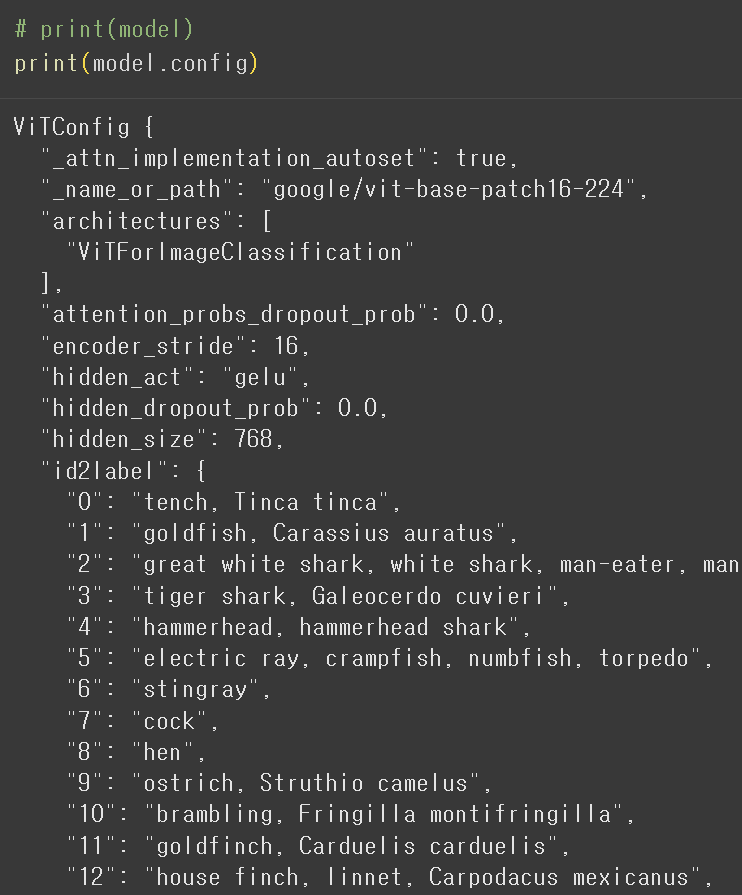 # print(model)
print(model.config)
ViTConfig {
"_attn_implementation_autoset": true,
"_name_or_path": "google/vit-base-patch16-224",
"architectures": [
"ViTForImageClassification"
],
"attention_probs_dropout_prob": 0.0,
"encoder_stride": 16,
"hidden_act": "gelu",
"hidden_dropout_prob": 0.0,
"hidden_size": 768,
"id2label": {
"0": "tench, Tinca tinca",
"1": "goldfish, Carassius auratus",
"2": "great white shark, white shark, man-eater, man
"3": "tiger shark, Galeocerdo cuvieri",
"4": "hammerhead, hammerhead shark",
"5": "electric ray, crampfish, numbfish, torpedo",
"6": "stingray",
"7": "cock",
"8": "hen",
"9": "ostrich, Struthio camelus",
"10": "brambling, Fringilla montifringilla",
"11": "goldfinch, Carduelis carduelis",
"12": "house finch, linnet, Carpodacus mexicanus",